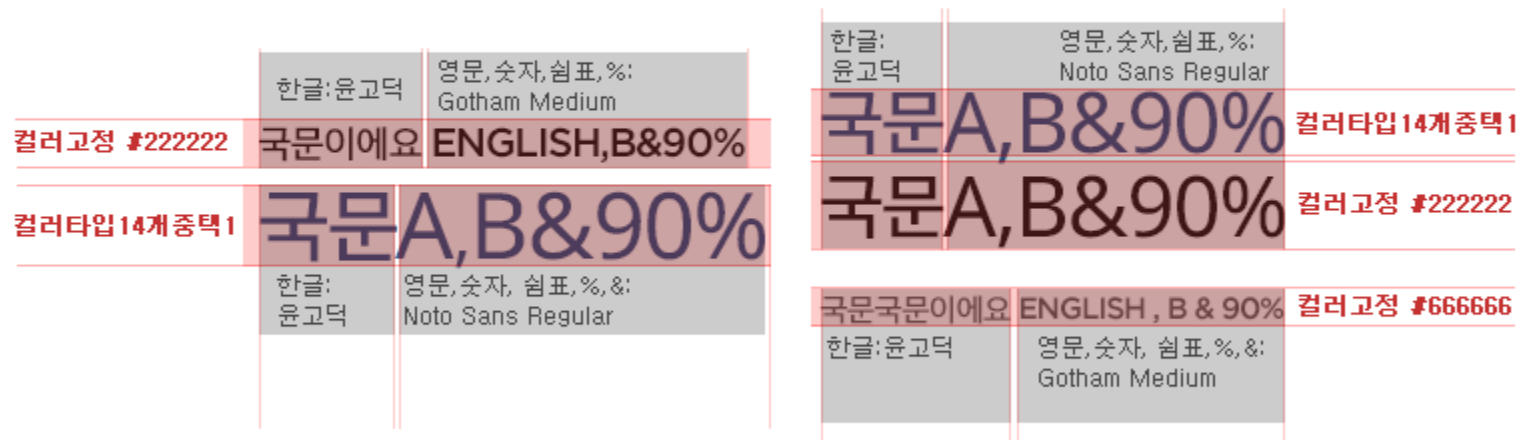 한글:윤고덕
영문,숫자,쉼표,%:
Gotham Medium
컬러고정 #222222
국문이에요 ENGLISH,B&90%
컬러타입14개중택1
국문A,B&90%
한글:
윤고덕
영문,숫자, 쉼표,%,&:
Noto Sans Regular
한글:
윤고덕
영문,숫자,쉼표,%:
Noto Sans Regular
국문A,B&90%
컬러타입14개중택1
국문A,B&90%
컬러고정 #222222
국문국문이에요 ENGLISH , B & 90%
컬러고정 #666666
한글:윤고덕
영문,숫자, 쉼표,%,&:
Gotham Medium